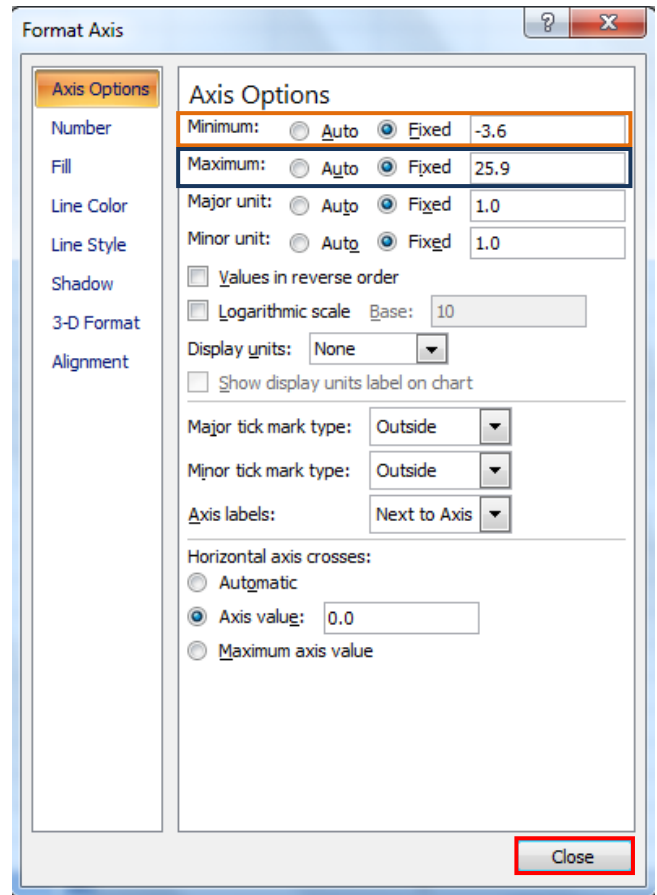 Format Axis
?
X
Axis Options
Number
Fill
Line Color
Line Style
Shadow
3-D Format
Alignment
Axis Options
Minimum: Auto Fixed -3.6
Maximum: Auto Fixed 25.9
Major unit: Auto Fixed 1.0
Minor unit: Auto Fixed 1.0
Values in reverse order
Logarithmic scale Base: 10
Display units: None
Show display units label on chart
Major tick mark type: Outside
Minor tick mark type: Outside
Axis labels: Next to Axis
Horizontal axis crosses:
Automatic
Axis value: 0.0
Maximum axis value
Close